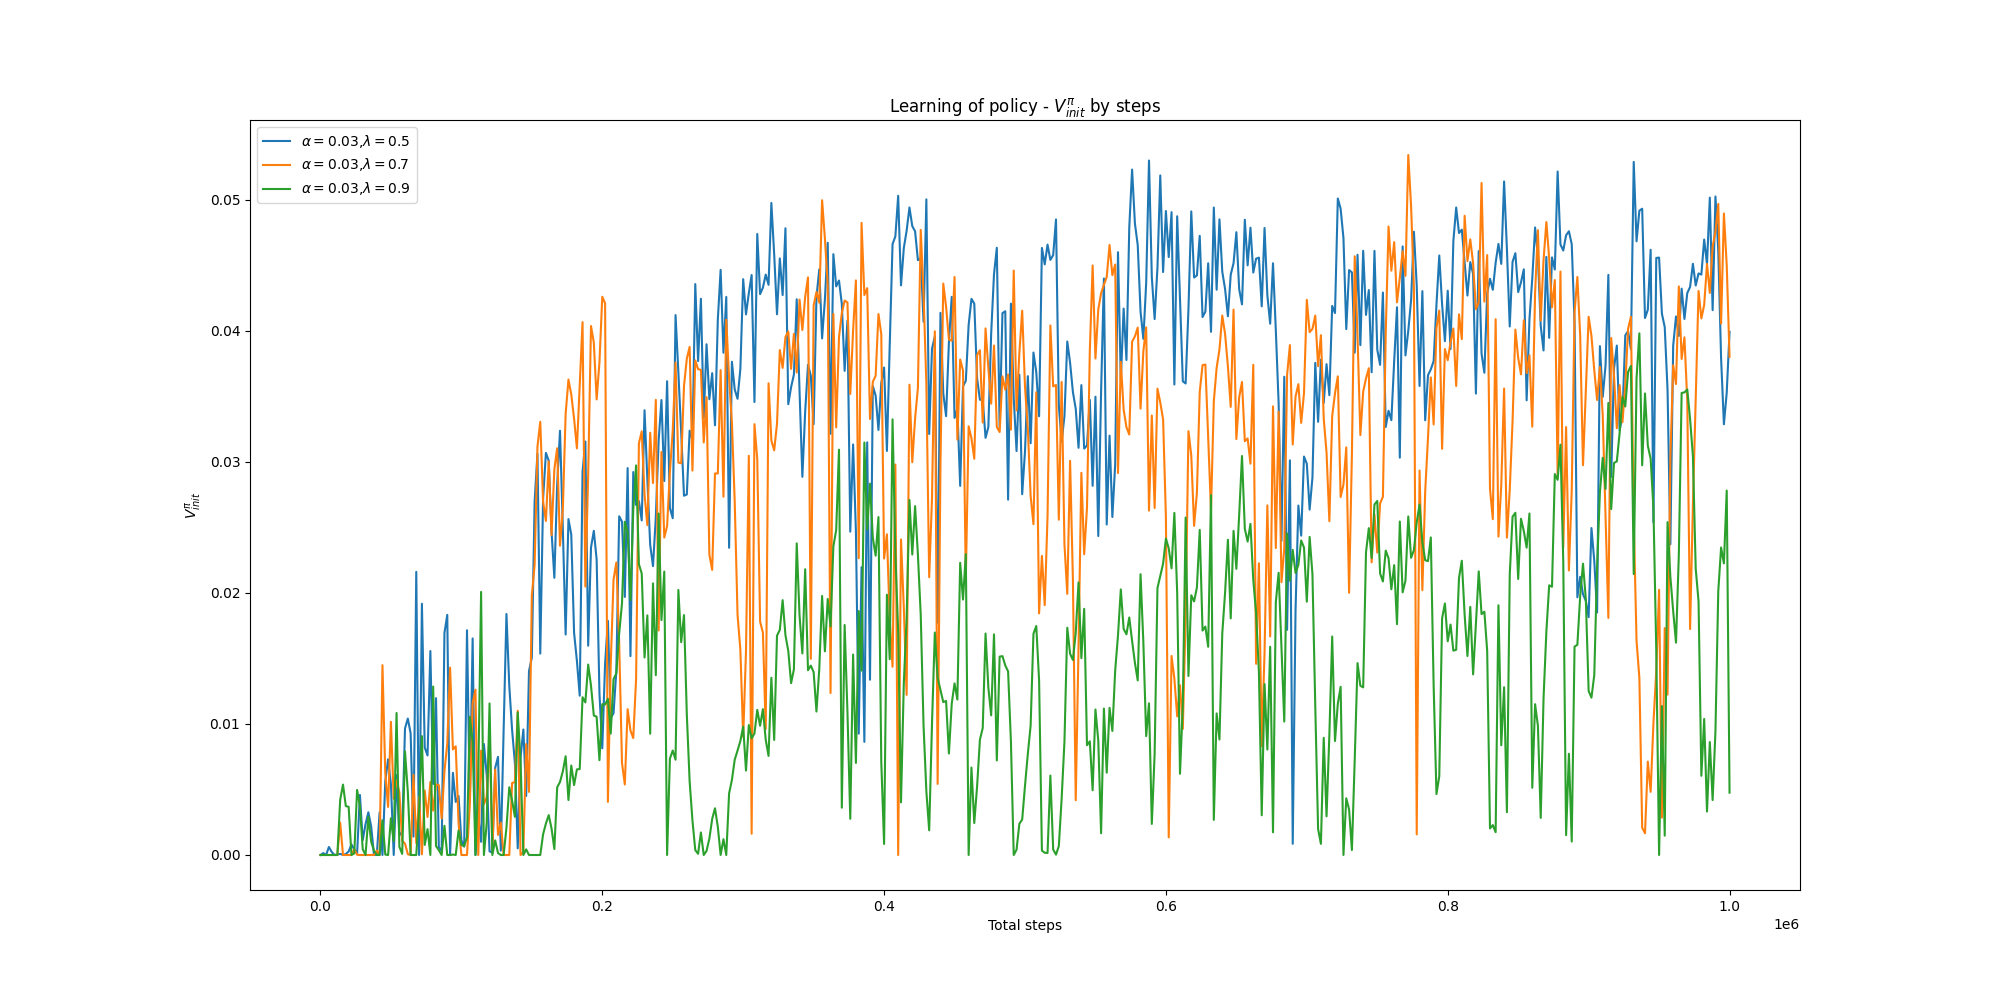 Learning of policy - $V_{init}^{\pi}$ by steps
α = 0.03,λ = 0.5
α = 0.03,λ = 0.7
α = 0.03,λ = 0.9
$V_{init}^{\pi}$
0.05
0.04
0.03
0.02
0.01
0.00
0.0 0.2 0.4 0.6 0.8 1.0
Total steps
1e6